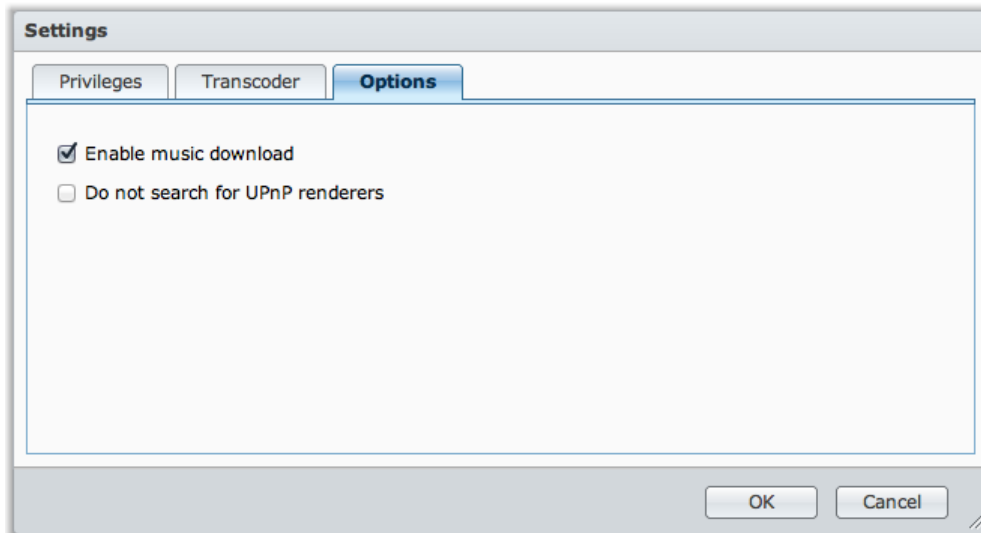 Settings
Privileges Transcoder Options
Enable music download
Do not search for UPnP renderers
OK Cancel